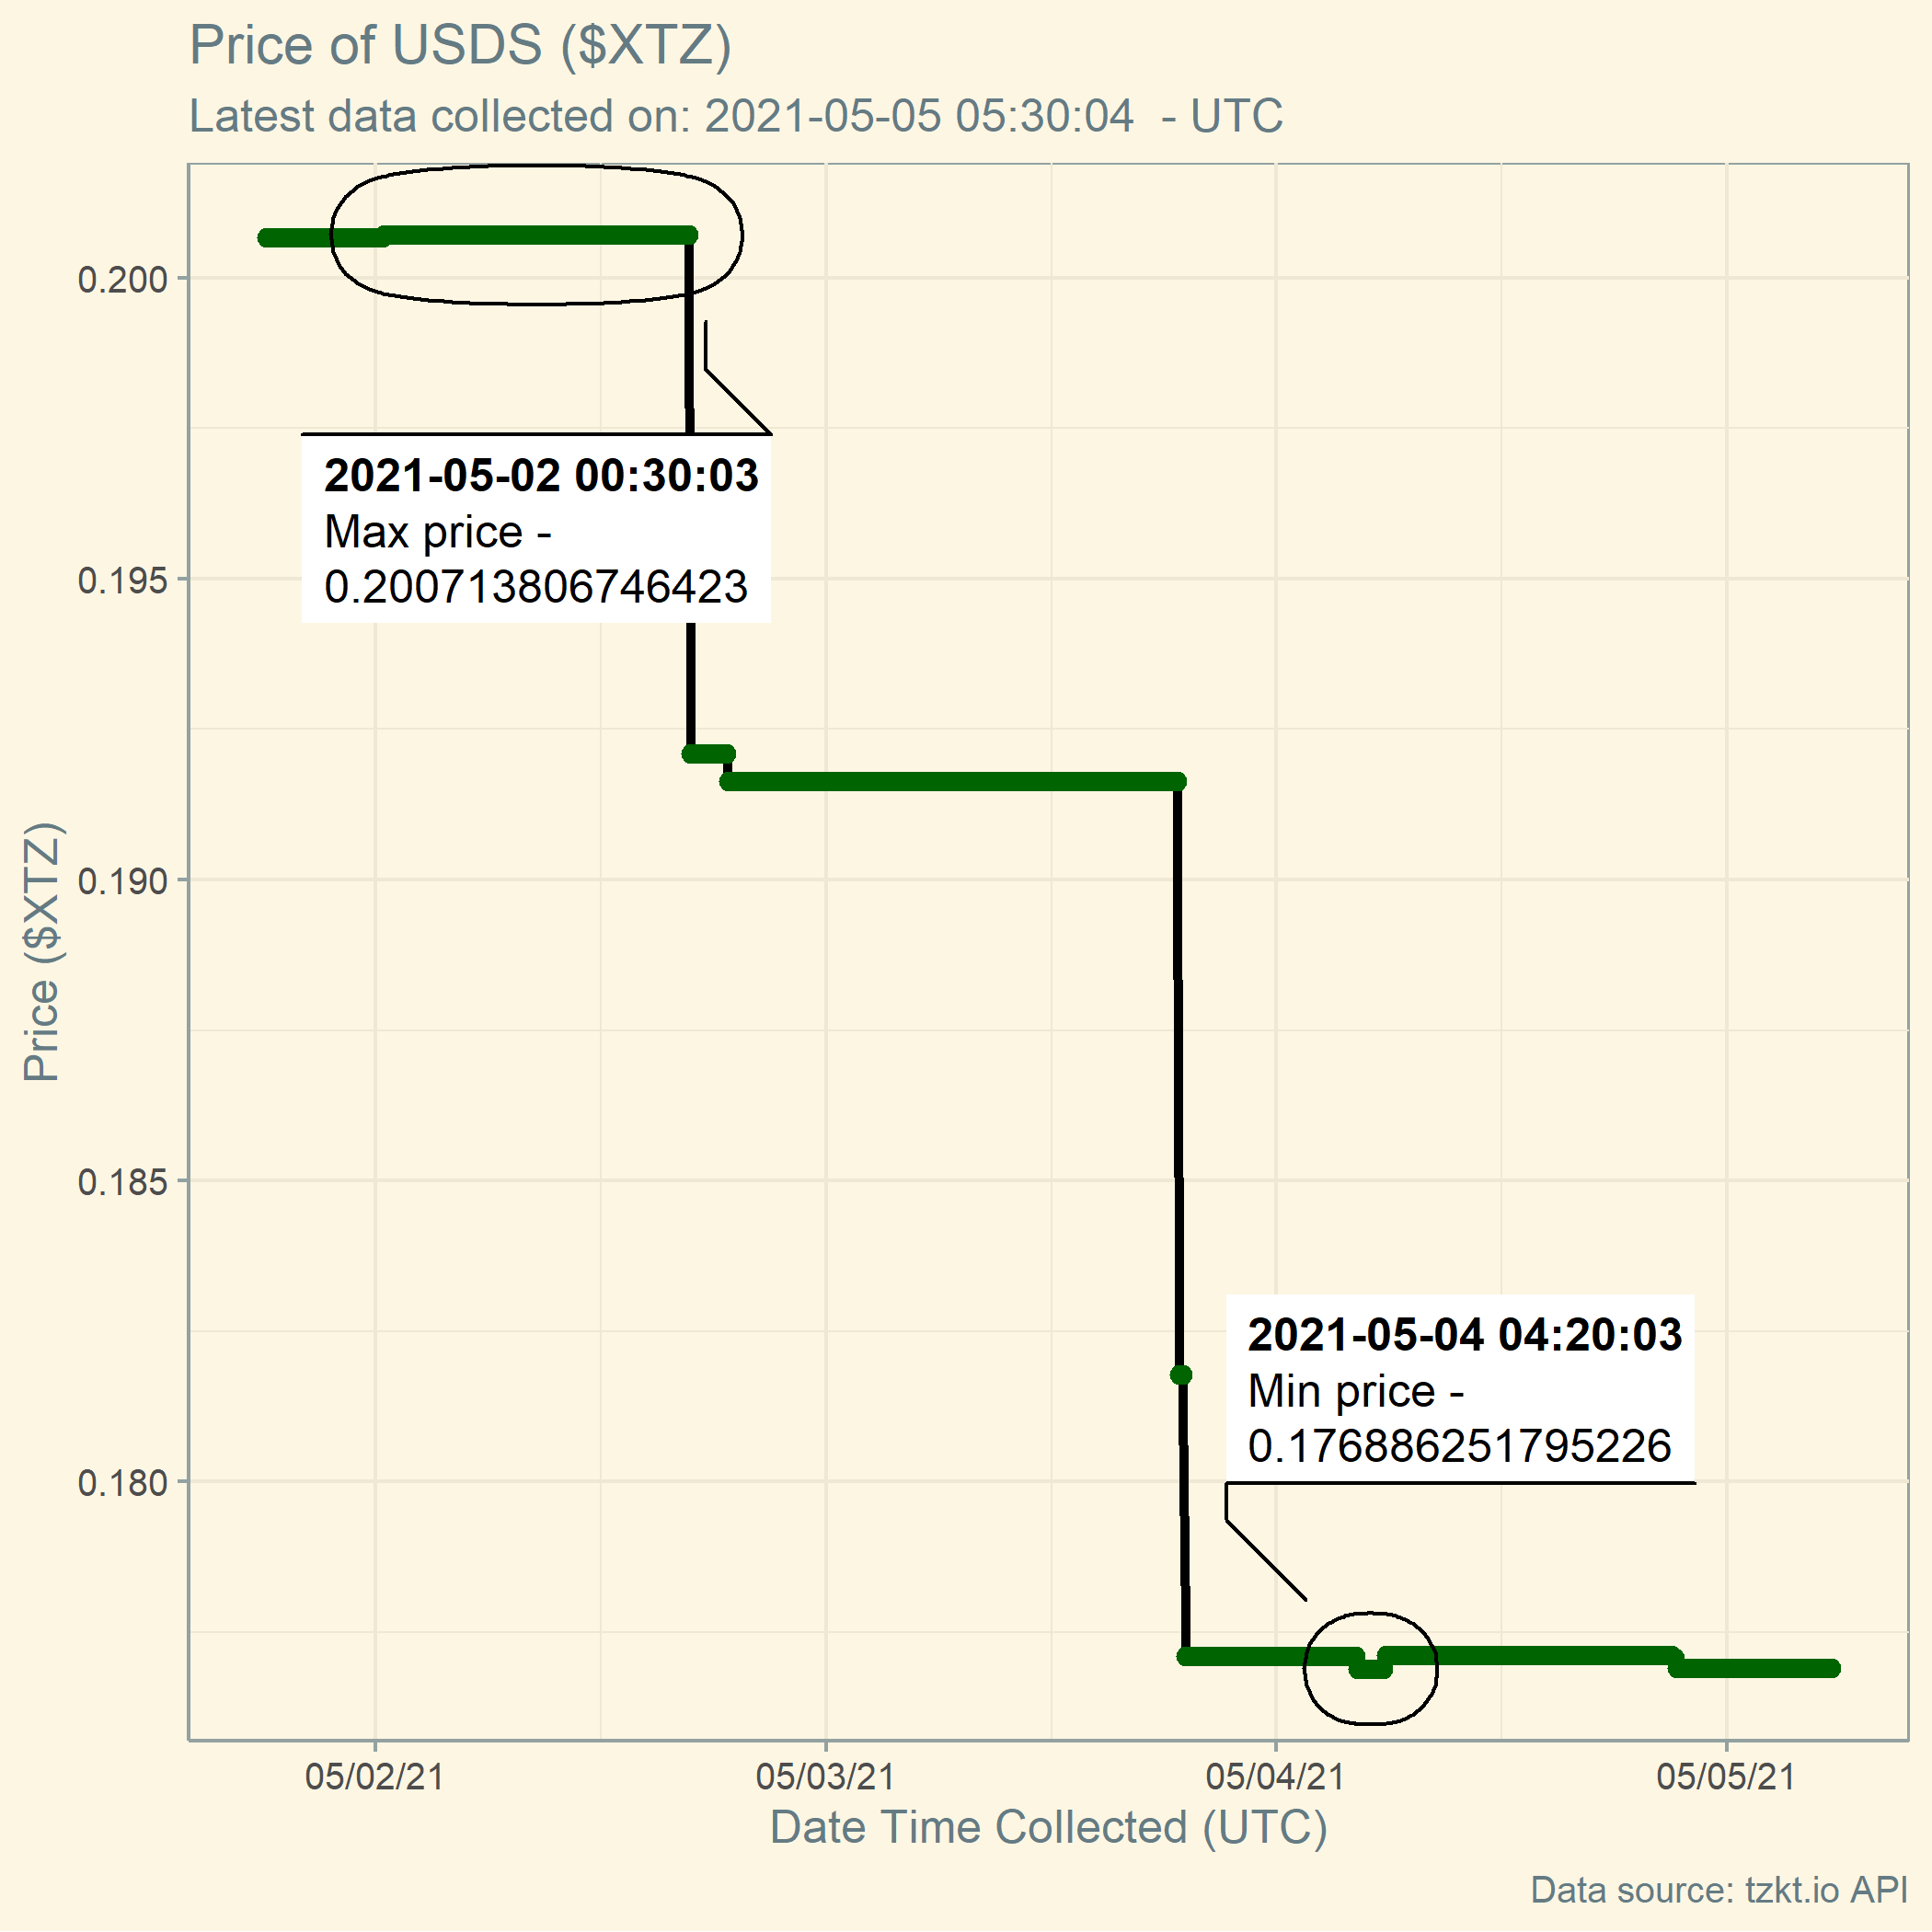 Price of USDS ($XTZ)
Latest data collected on: 2021-05-05 05:30:04  - UTC
0.200
2021-05-02 00:30:03
Max price -
0.200713806746423
0.195
0.190
Price ($XTZ)
0.185
2021-05-04 04:20:03
Min price -
0.176886251795226
0.180
05/02/21
05/03/21
05/04/21
05/05/21
Date Time Collected (UTC)
Data source: tzkt.io API